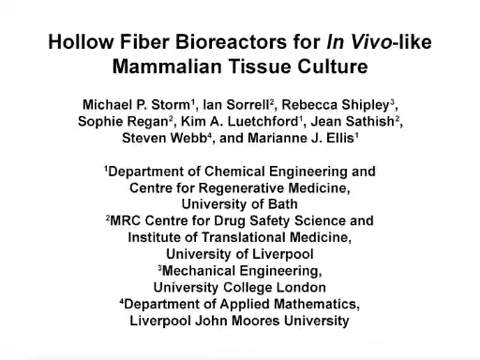 Hollow Fiber Bioreactors for In Vivo-like
Mammalian Tissue Culture
Michael P. Storm¹, Ian Sorrell², Rebecca Shipley³,
Sophie Regan², Kim A. Luetchford¹, Jean Sathish²,
Steven Webb⁴, and Marianne J. Ellis¹
¹Department of Chemical Engineering and
Centre for Regenerative Medicine,
University of Bath
²MRC Centre for Drug Safety Science and
Institute of Translational Medicine,
University of Liverpool
³Mechanical Engineering,
University College London
⁴Department of Applied Mathematics,
Liverpool John Moores University